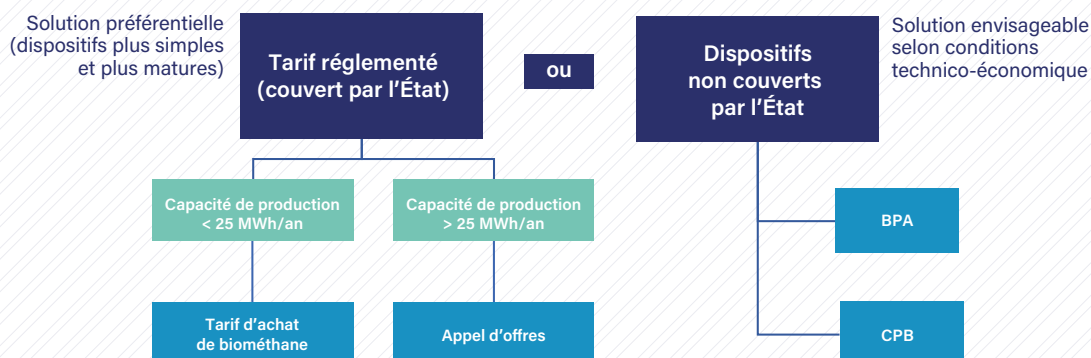 Solution préférentielle
(dispositifs plus simples
et plus matures)
Tarif réglementé
(couvert par l'État)
ou
Dispositifs
non couverts
par l'État
Solution envisageable
selon conditions
technico-économique
Capacité de production
< 25 MWh/an
Capacité de production
> 25 MWh/an
BPA
Tarif d'achat
de biométhane
Appel d'offres
CPB